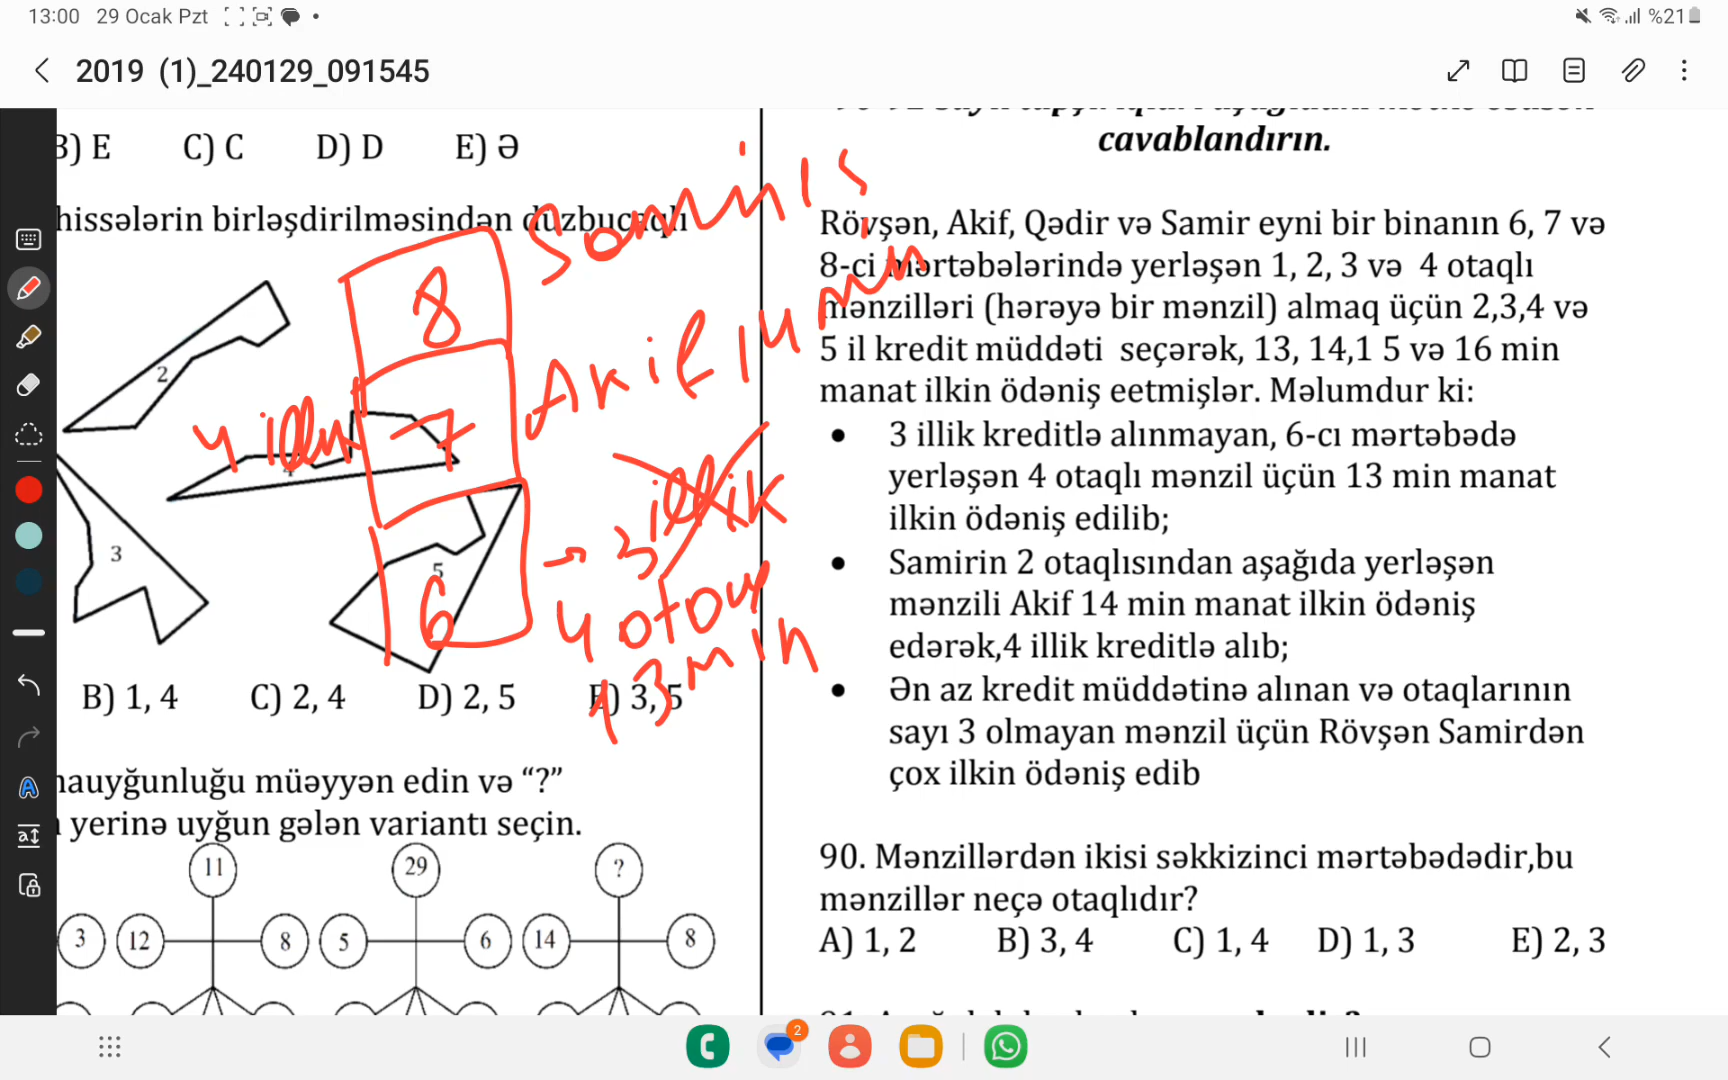 13:00 29 Ocak Pzt
%21
2019 (1)_240129_091545
B) E C) C D) D E) Ə
hissələrin birləşdirilməsindən düzbucaqlı
2
4
3
5
B) 1, 4 C) 2, 4 D) 2, 5 E) 3, 5
nauyğunluğu müəyyən edin və “?”
yerinə uyğun gələn variantı seçin.
11 29 ?
3 12 8 5 6 14 8
8
7
6
Samir 15 min
Akif 14 min
4 illik
3 illik
4 otaq
13 min
cavablandırın.
Rövşən, Akif, Qədir və Samir eyni bir binanın 6, 7 və
8-ci mərtəbələrində yerləşən 1, 2, 3 və 4 otaqlı
mənzilləri (hərəyə bir mənzil) almaq üçün 2,3,4 və
5 il kredit müddəti seçərək, 13, 14,1 5 və 16 min
manat ilkin ödəniş eetmişlər. Məlumdur ki:
• 3 illik kreditlə alınmayan, 6-cı mərtəbədə
yerləşən 4 otaqlı mənzil üçün 13 min manat
ilkin ödəniş edilib;
• Samirin 2 otaqlısından aşağıda yerləşən
mənzili Akif 14 min manat ilkin ödəniş
edərək,4 illik kreditlə alıb;
• Ən az kredit müddətinə alınan və otaqlarının
sayı 3 olmayan mənzil üçün Rövşən Samirdən
çox ilkin ödəniş edib
90. Mənzillərdən ikisi səkkizinci mərtəbədədir,bu
mənzillər neçə otaqlıdır?
A) 1, 2 B) 3, 4 C) 1, 4 D) 1, 3 E) 2, 3
2